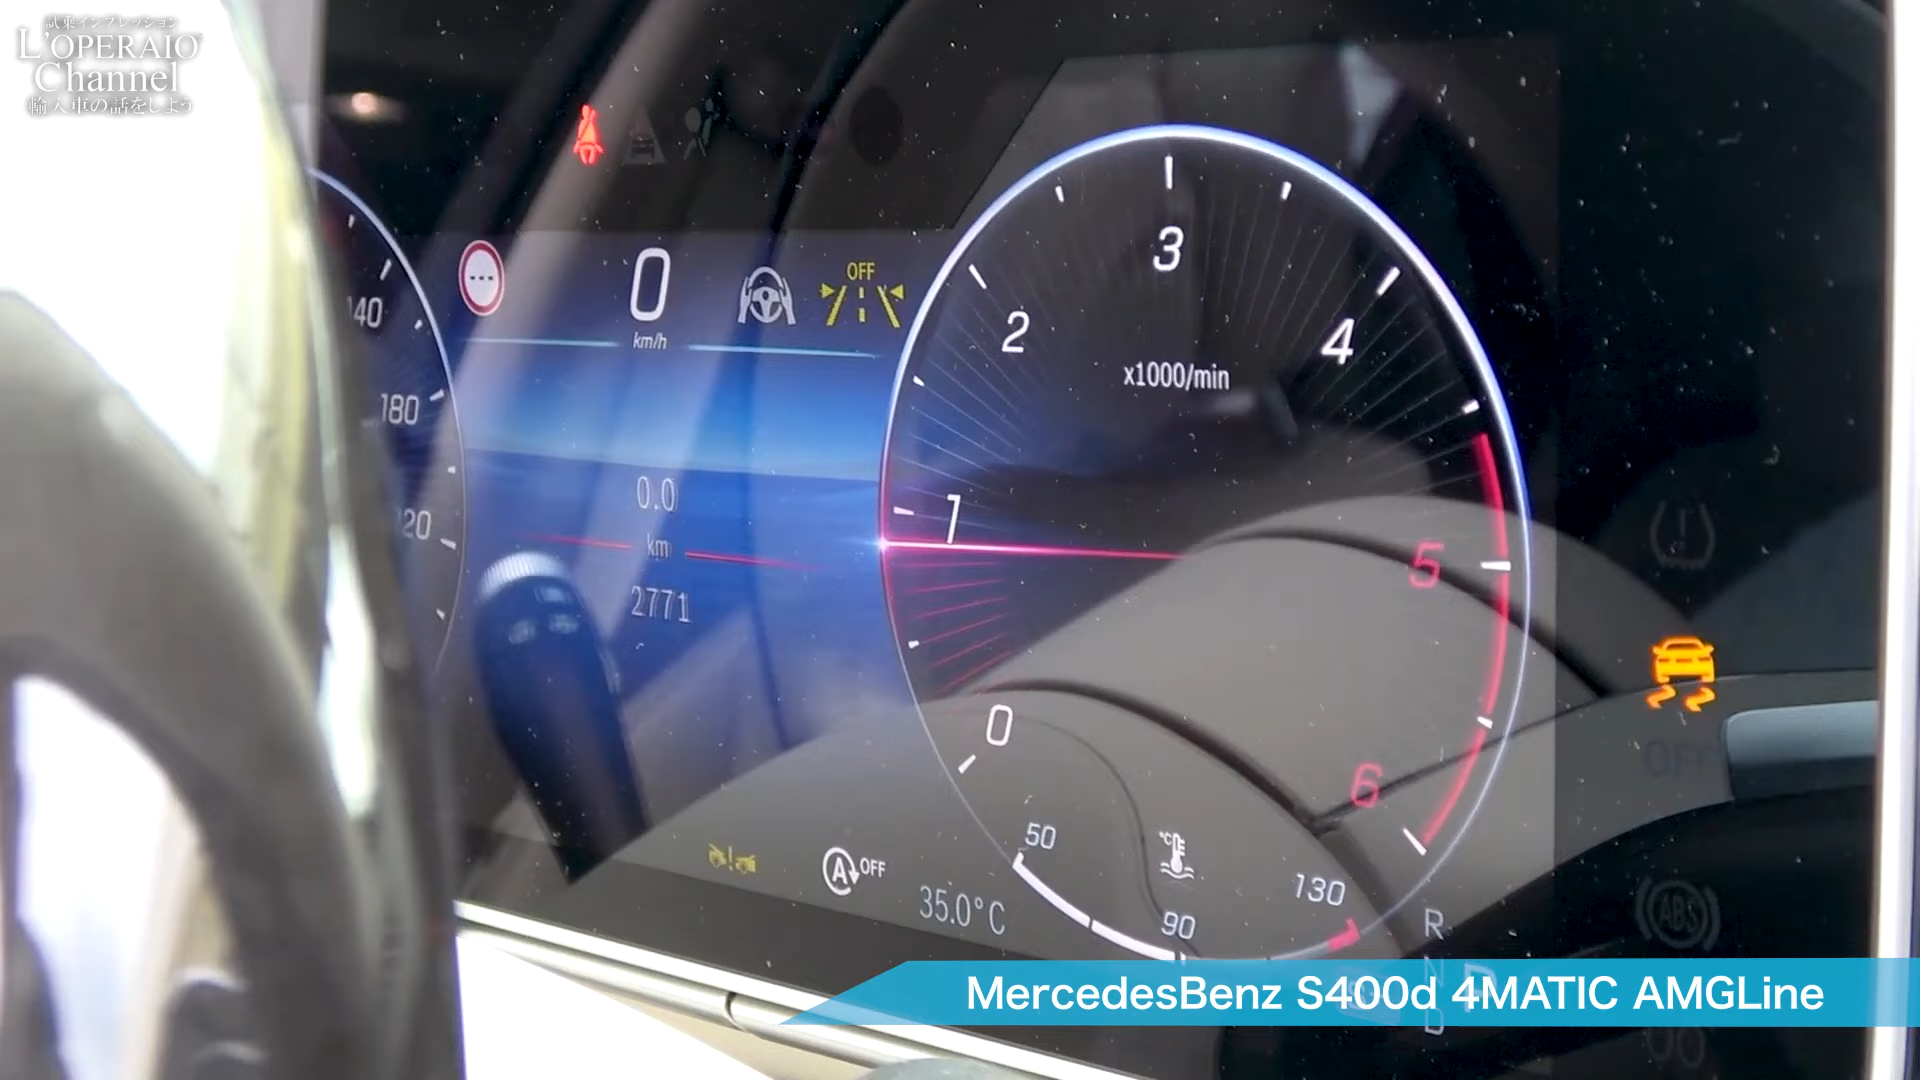 試乗インプレッション
L'OPERAIO
Channel
輸入車の話をしよう
140
180
0
km/h
OFF
0.0
km
2771
0
1
2
3
4
5
6
x1000/min
OFF
A OFF
35.0°C
50
°C
90
130
R
N
P
D
ABS
MercedesBenz S400d 4MATIC AMGLine